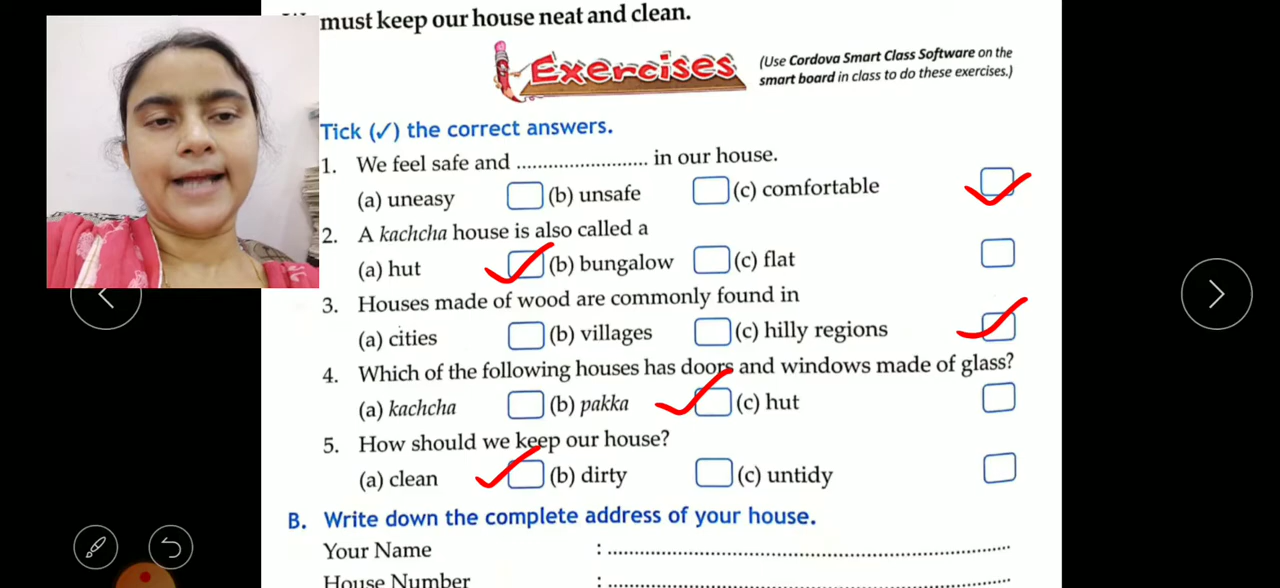 must keep our house neat and clean.
Exercises
(Use Cordova Smart Class Software on the
smart board in class to do these exercises.)
Tick (✓) the correct answers.
1. We feel safe and ........................ in our house.
(a) uneasy (b) unsafe (c) comfortable
2. A kachcha house is also called a
(a) hut (b) bungalow (c) flat
3. Houses made of wood are commonly found in
(a) cities (b) villages (c) hilly regions
4. Which of the following houses has doors and windows made of glass?
(a) kachcha (b) pakka (c) hut
5. How should we keep our house?
(a) clean (b) dirty (c) untidy
B. Write down the complete address of your house.
Your Name : ................................................................
House Number : ................................................................